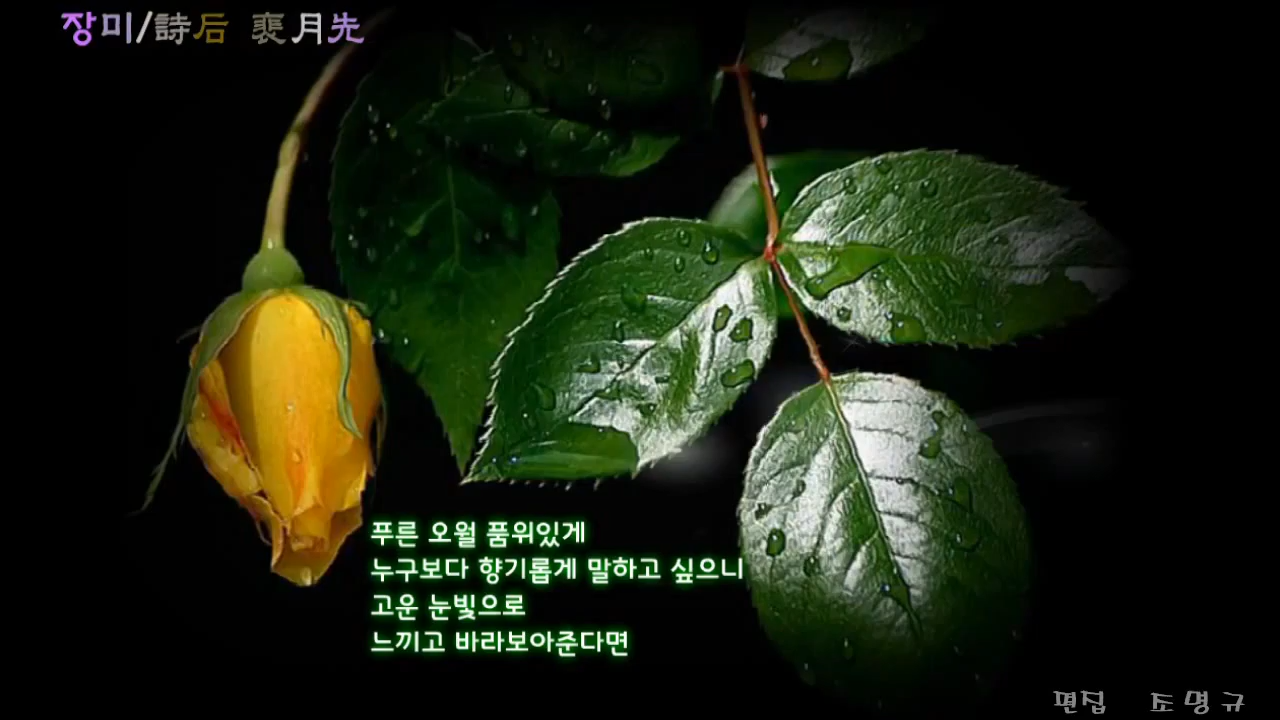 장미/詩后 裵月先
푸른 오월 품위있게
누구보다 향기롭게 말하고 싶으니
고운 눈빛으로
느끼고 바라보아준다면
편집 조명규